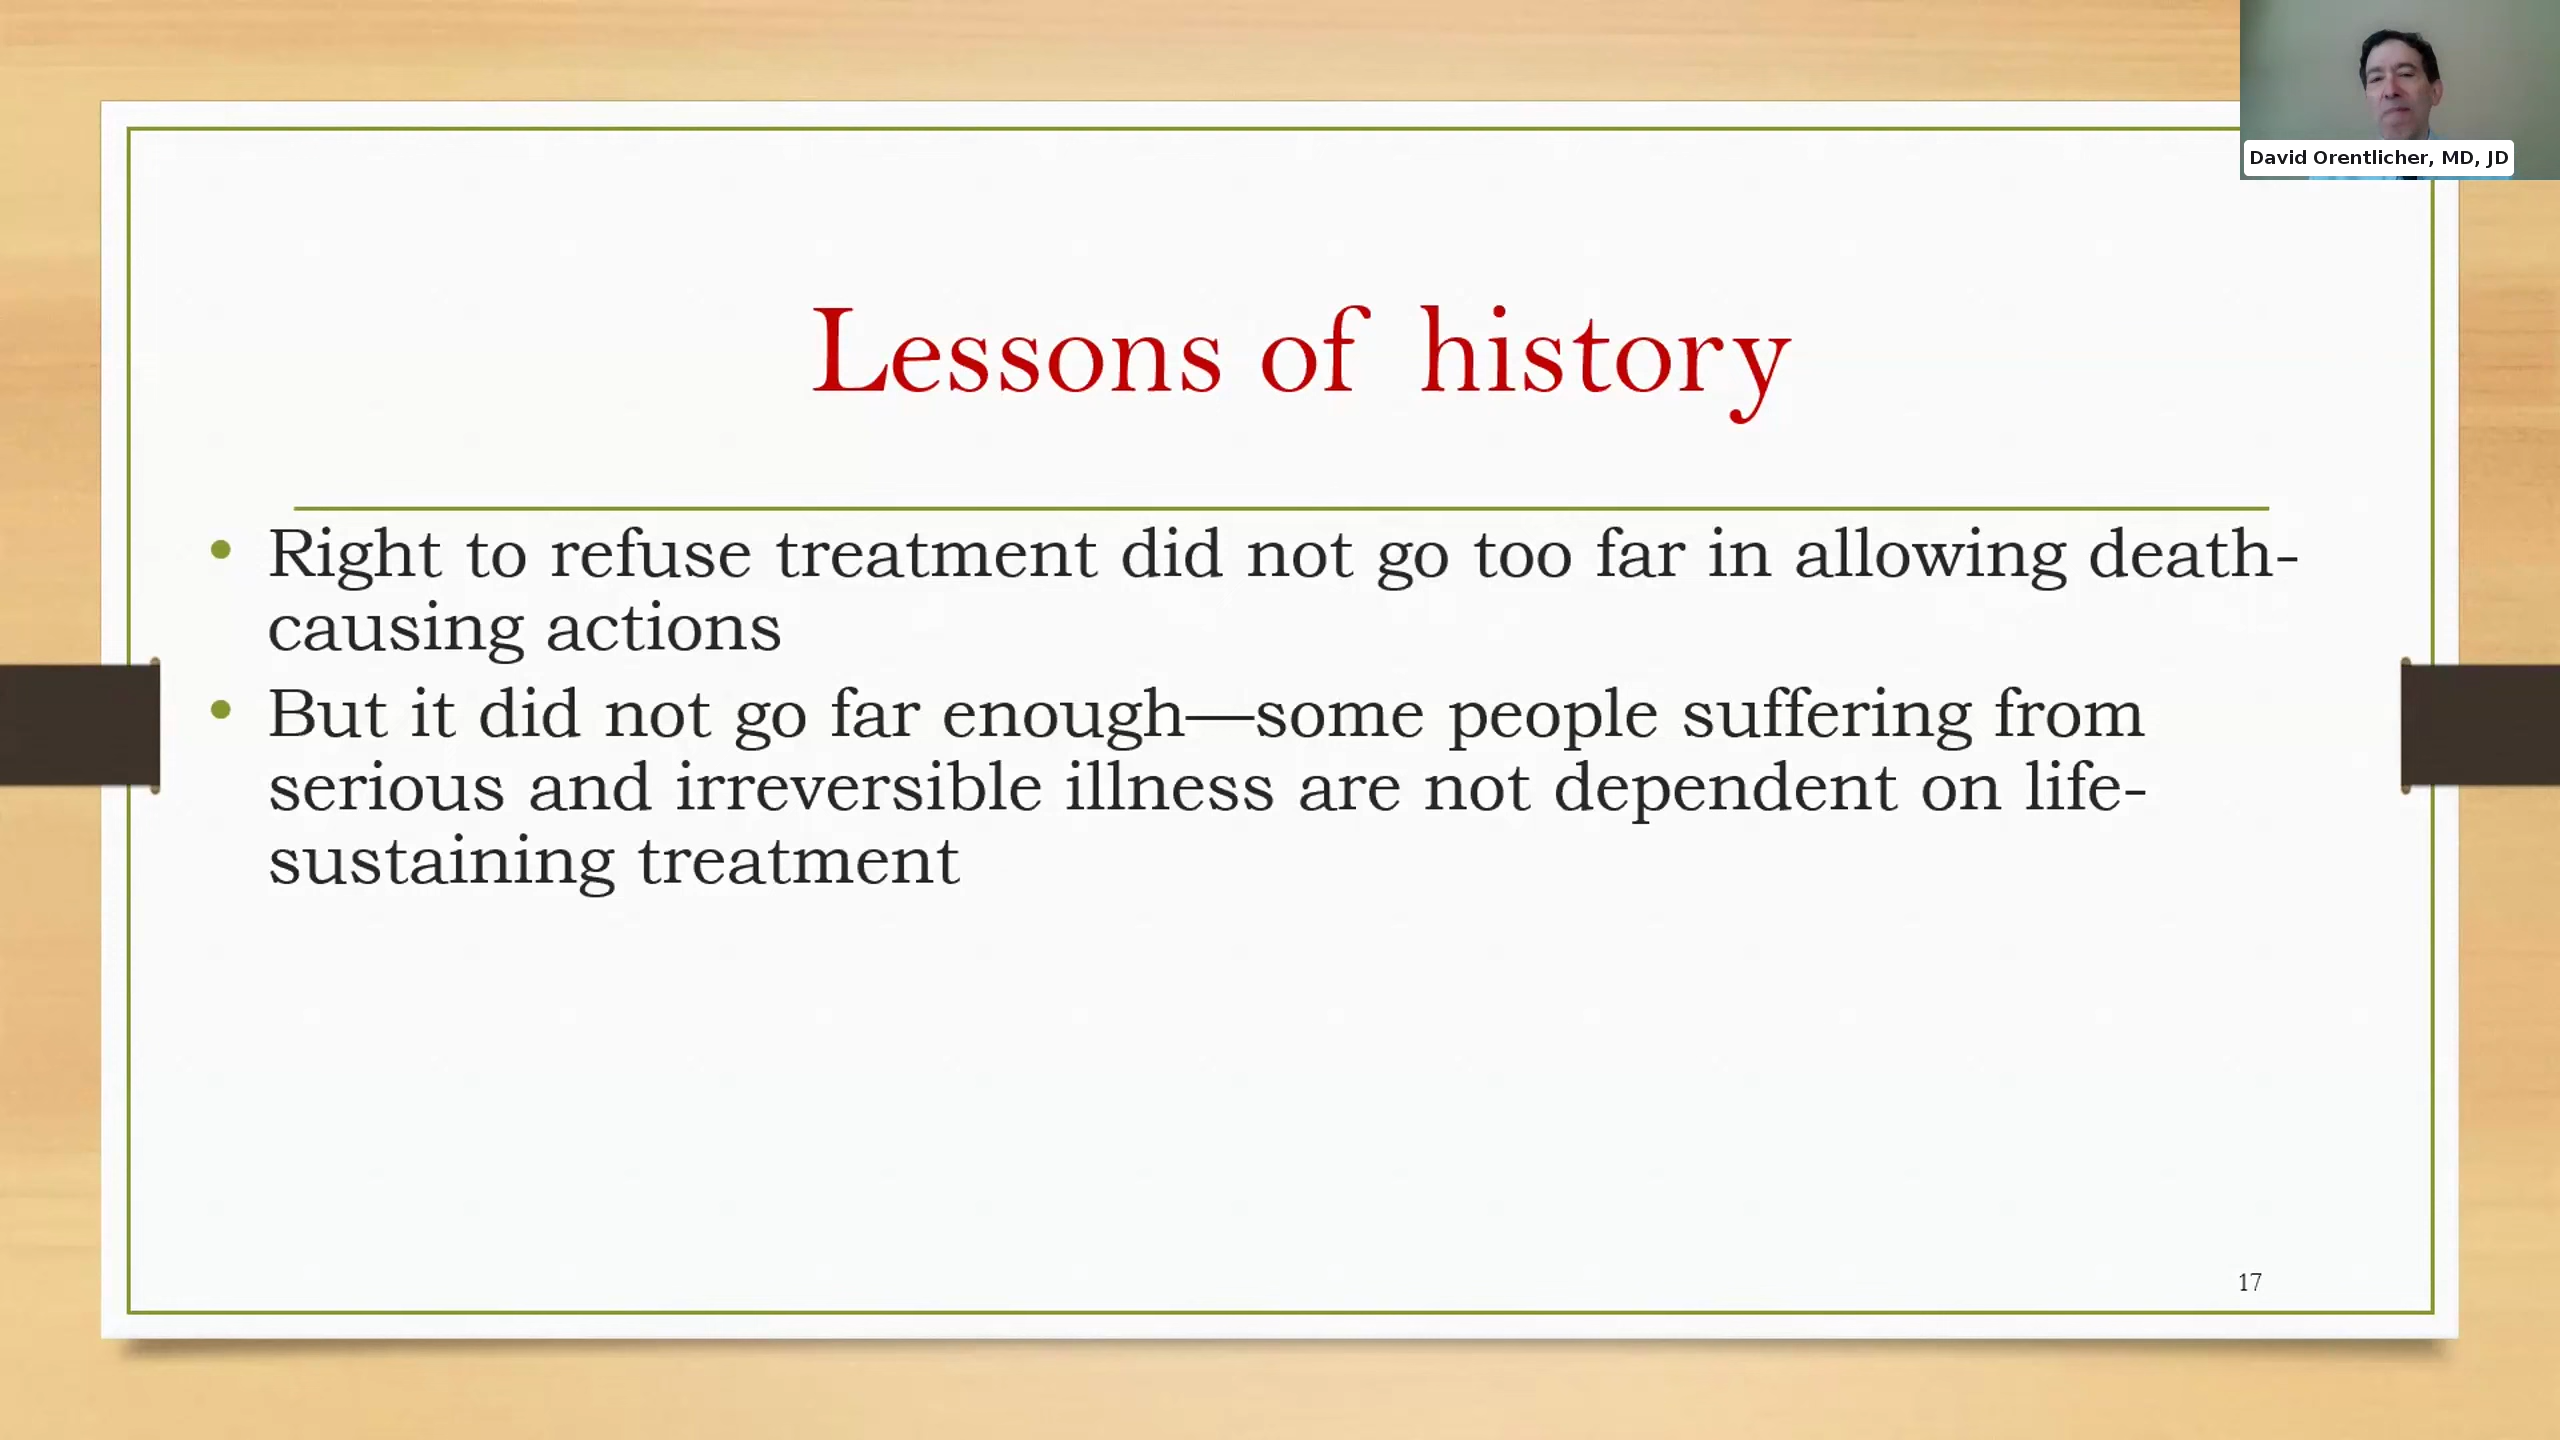 David Orentlicher, MD, JD
Lessons of history
• Right to refuse treatment did not go too far in allowing death-
causing actions
• But it did not go far enough—some people suffering from
serious and irreversible illness are not dependent on life-
sustaining treatment
17